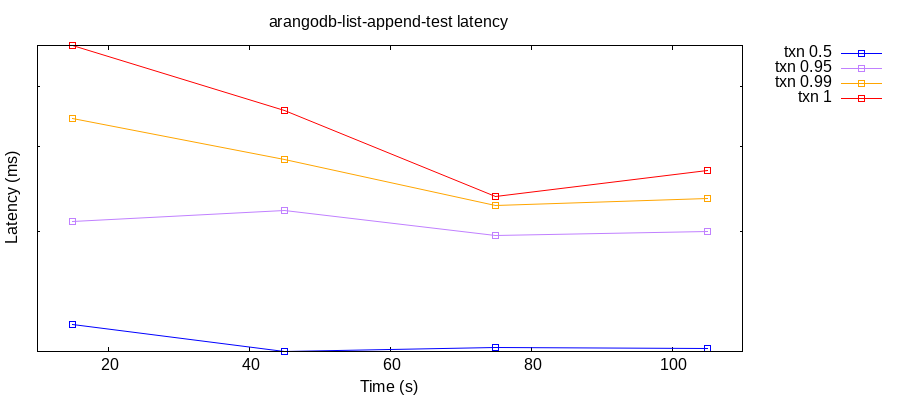 arangodb-list-append-test latency
txn 0.5
txn 0.95
txn 0.99
txn 1
Latency (ms)
20 40 60 80 100
Time (s)